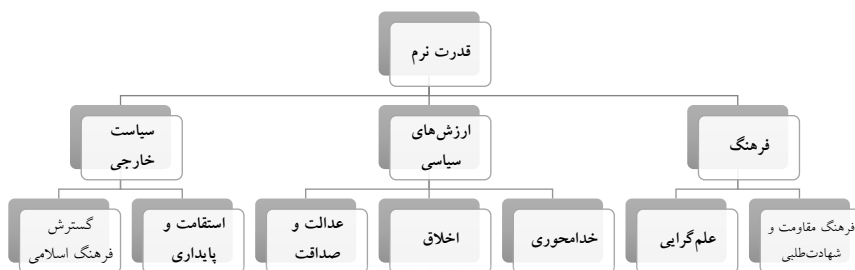 قدرت نرم
فرهنگ
ارزش‌های
سیاسی
سیاست
خارجی
فرهنگ مقاومت و
شهادت‌طلبی
علم‌گرایی
خدامحوری
اخلاق
عدالت و
صداقت
استقامت و
پایداری
گسترش
فرهنگ اسلامی